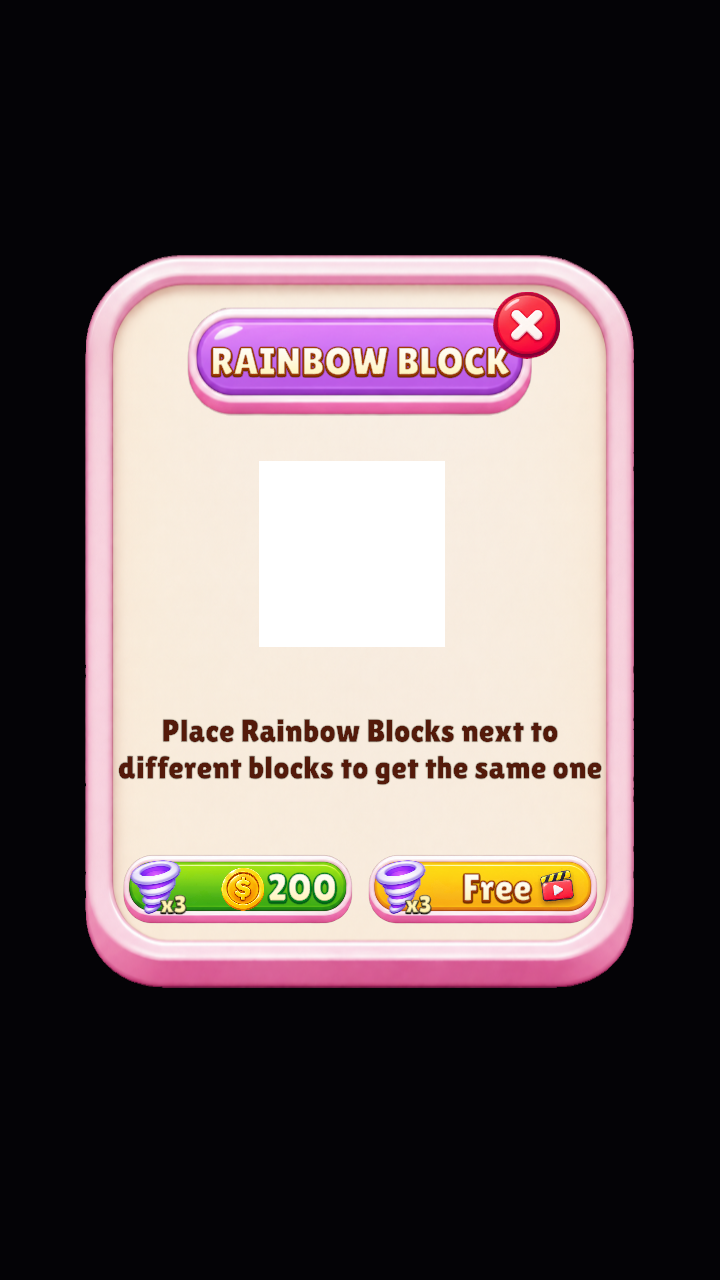 RAINBOW BLOCK
Place Rainbow Blocks next to
different blocks to get the same one
x3 $ 200
x3 Free